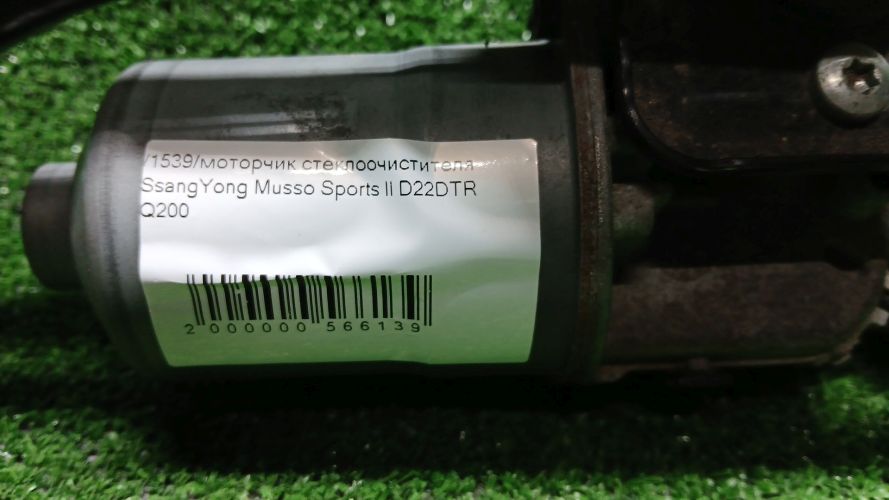 /1539/моторчик стеклоочистителя
SsangYong Musso Sports II D22DTR
Q200
2 000000 566139